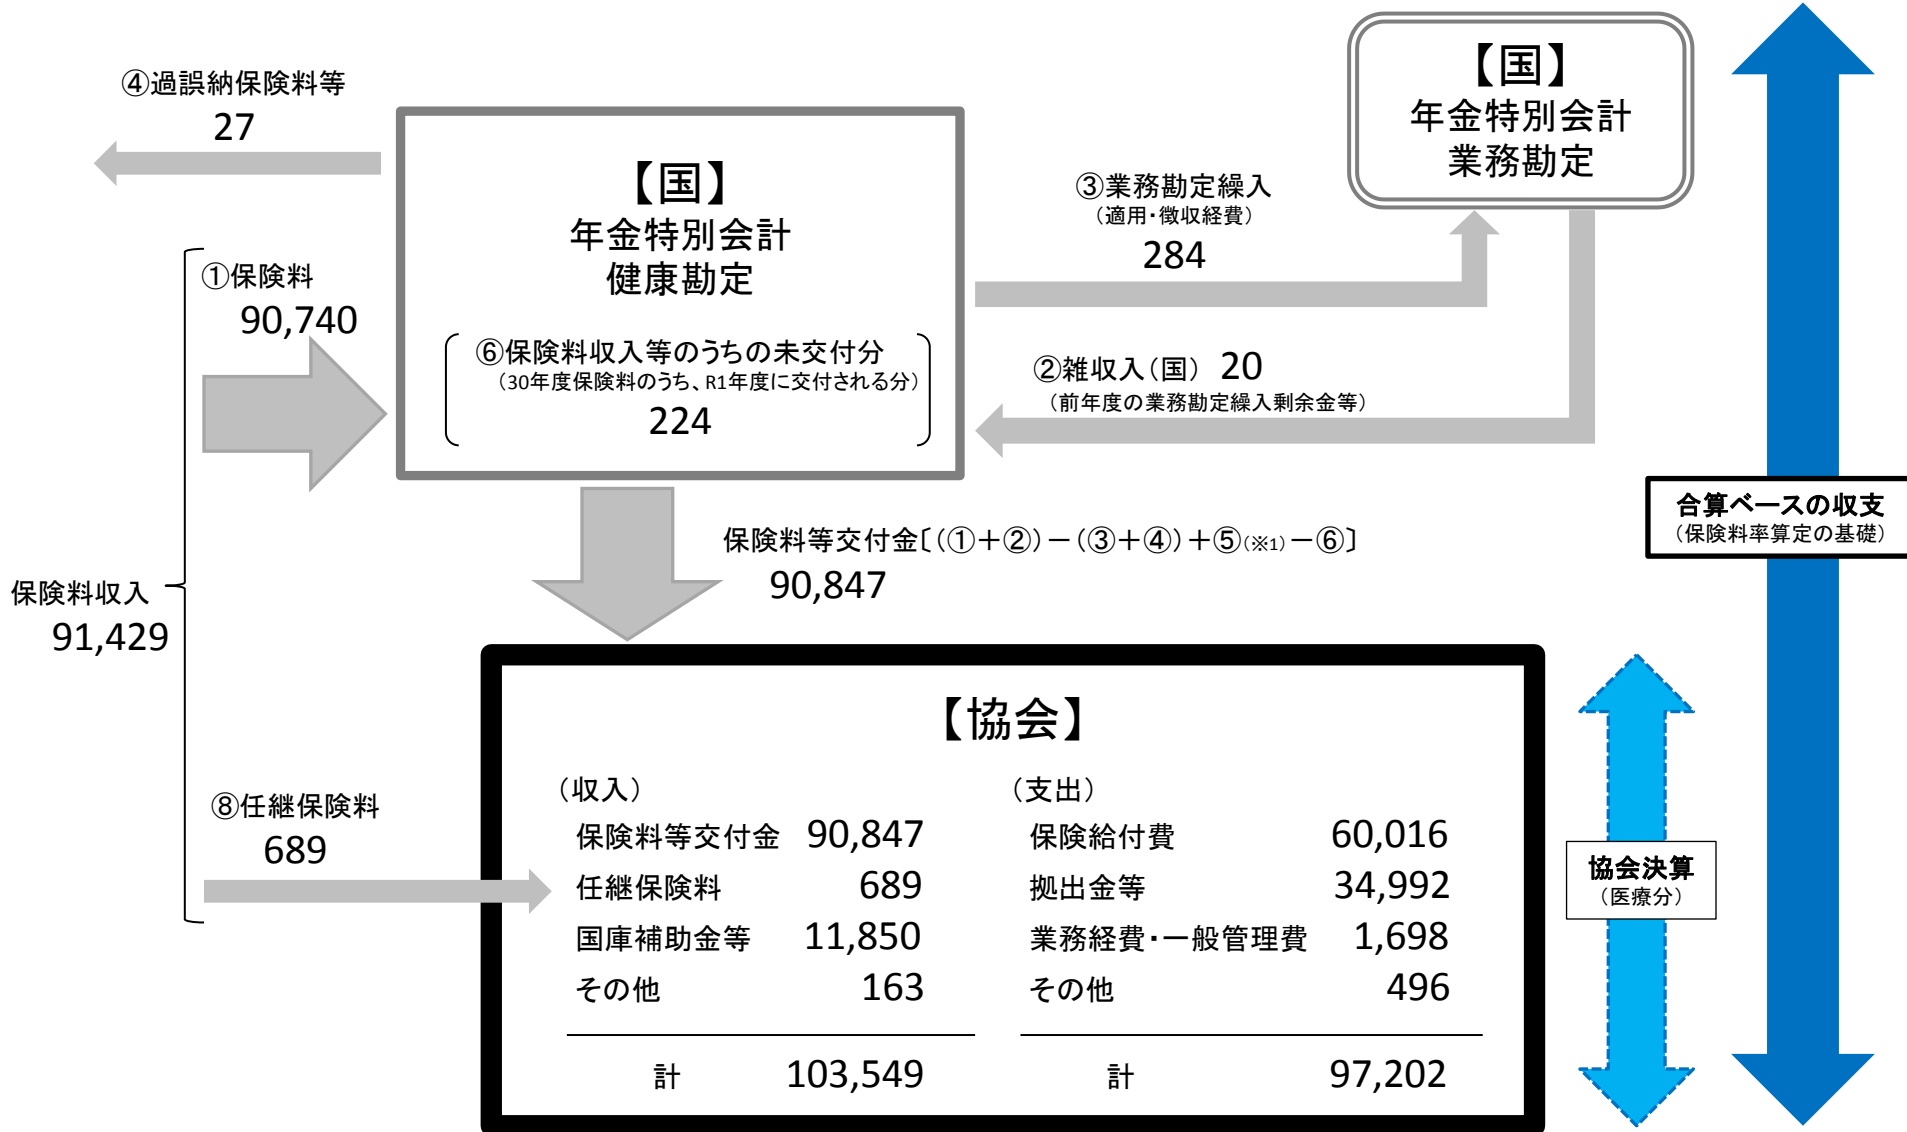 ④過誤納保険料等
27
【国】
年金特別会計
健康勘定
⑥保険料収入等のうちの未交付分
（30年度保険料のうち、R1年度に交付される分）
224
【国】
年金特別会計
業務勘定
③業務勘定繰入
（適用・徴収経費）
284
②雑収入（国） 20
（前年度の業務勘定繰入剰余金等）
①保険料
90,740
保険料収入
91,429
保険料等交付金〔（①＋②）－（③＋④）＋⑤（※1）－⑥〕
90,847
合算ベースの収支
（保険料率算定の基礎）
⑧任継保険料
689
【協会】
（収入）
保険料等交付金 90,847
任継保険料 689
国庫補助金等 11,850
その他 163
計 103,549
（支出）
保険給付費 60,016
拠出金等 34,992
業務経費・一般管理費 1,698
その他 496
計 97,202
協会決算
（医療分）